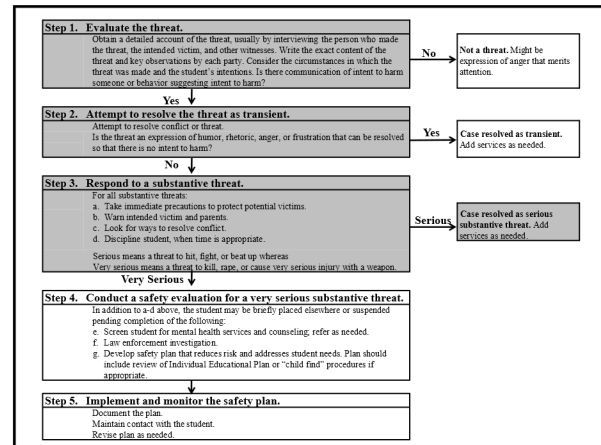 Step 1.  Evaluate the threat.
Obtain a detailed account of the threat, usually by interviewing the person who made
the threat, the intended victim, and other witnesses. Write the exact content of the
threat and key observations by each party. Consider the circumstances in which the
threat was made and the student's intentions. Is there communication of intent to harm
someone or behavior suggesting intent to harm?
No
Not a threat. Might be
expression of anger that merits
attention.
Yes
Step 2.  Attempt to resolve the threat as transient.
Attempt to resolve conflict or threat.
Is the threat an expression of humor, rhetoric, anger, or frustration that can be resolved
so that there is no intent to harm?
Yes
Case resolved as transient.
Add services as needed.
No
Step 3.  Respond to a substantive threat.
For all substantive threats:
a.  Take immediate precautions to protect potential victims.
b.  Warn intended victim and parents.
c.  Look for ways to resolve conflict.
d.  Discipline student, when appropriate.
Serious means a threat to hit, fight, or beat up whereas
Very serious means a threat to kill, rape, or cause very serious injury with a weapon.
Serious
Case resolved as serious
substantive threat. Add
services as needed.
Very Serious
Step 4.  Conduct a safety evaluation for a very serious substantive threat.
In addition to a-d above, the student may be briefly placed elsewhere or suspended
pending completion of the following:
e.  Screen student for mental health services and counseling; refer as needed.
f.  Law enforcement investigation.
g.  Develop safety plan that reduces risk and addresses student needs. Plan should
include review of Individual Educational Plan or "child find" procedures if
appropriate.
Step 5.  Implement and monitor the safety plan.
Document the plan.
Maintain contact with the student.
Revise plan as needed.